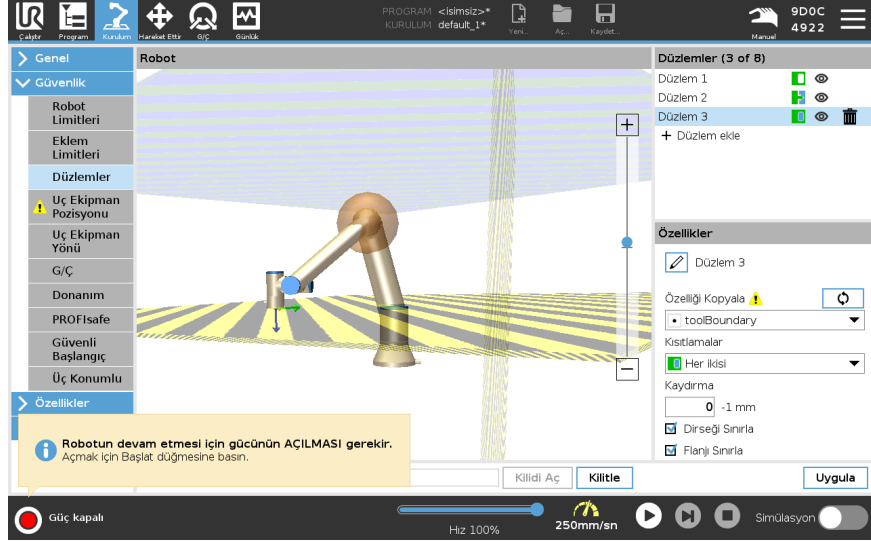 UR
PROGRAM <isimsiz>*
KURULUM default_1*
9D0C
4922
Çalıştır
Program
Kurulum
Hareket Ettir
G/Ç
Günlük
Yeni...
Aç...
Kaydet...
Manuel
Genel
Güvenlik
Robot
Limitleri
Eklem
Limitleri
Düzlemler
Uç Ekipman
Pozisyonu
Uç Ekipman
Yönü
G/Ç
Donanım
PROFIsafe
Güvenli
Başlangıç
Üç Konumlu
Özellikler
Robot
Düzlemler (3 of 8)
Düzlem 1
Düzlem 2
Düzlem 3
+ Düzlem ekle
Özellikler
Düzlem 3
Özelliği Kopyala
toolBoundary
Kısıtlamalar
Her ikisi
Kaydırma
0 -1 mm
Dirseği Sınırla
Flanjı Sınırla
Robotun devam etmesi için gücünün AÇILMASI gerekir.
Açmak için Başlat düğmesine basın.
Kilidi Aç
Kilitle
Uygula
Güç kapalı
Hız 100%
250mm/sn
Simülasyon